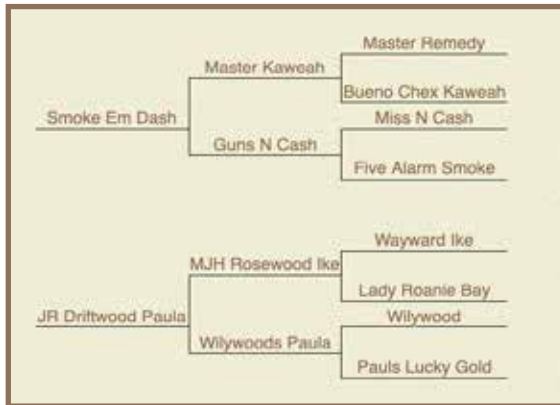 Master Remedy
Master Kaweah
Bueno Chex Kaweah
Smoke Em Dash
Miss N Cash
Guns N Cash
Five Alarm Smoke
Wayward Ike
MJH Rosewood Ike
Lady Roanie Bay
JR Driftwood Paula
Wilywood
Wilywoods Paula
Pauls Lucky Gold